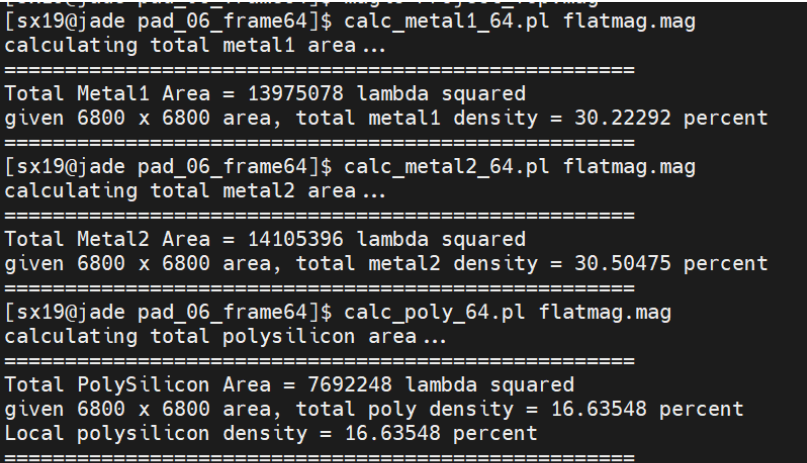 [sx19@jade pad_06_frame64]$ calc_metal1_64.pl flatmag.mag
calculating total metal1 area...
====================================================
Total Metal1 Area = 13975078 lambda squared
given 6800 x 6800 area, total metal1 density = 30.22292 percent
====================================================
[sx19@jade pad_06_frame64]$ calc_metal2_64.pl flatmag.mag
calculating total metal2 area...
====================================================
Total Metal2 Area = 14105396 lambda squared
given 6800 x 6800 area, total metal2 density = 30.50475 percent
====================================================
[sx19@jade pad_06_frame64]$ calc_poly_64.pl flatmag.mag
calculating total polysilicon area...
====================================================
Total PolySilicon Area = 7692248 lambda squared
given 6800 x 6800 area, total poly density = 16.63548 percent
Local polysilicon density = 16.63548 percent
====================================================